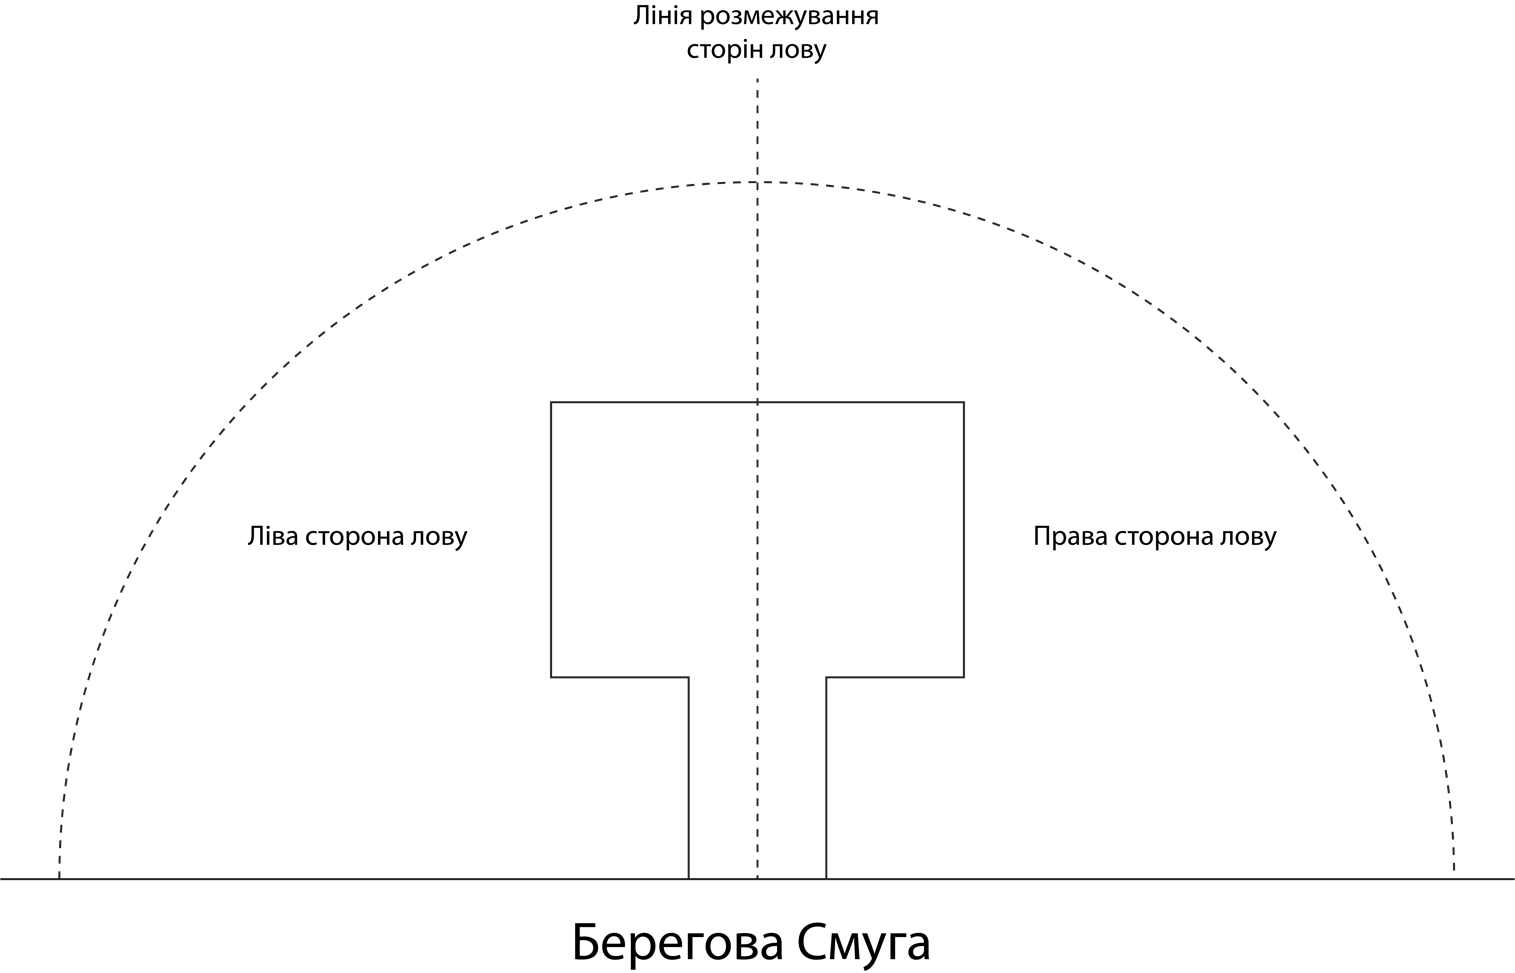 Лінія розмежування
сторін лову
Ліва сторона лову
Права сторона лову
Берегова Смуга